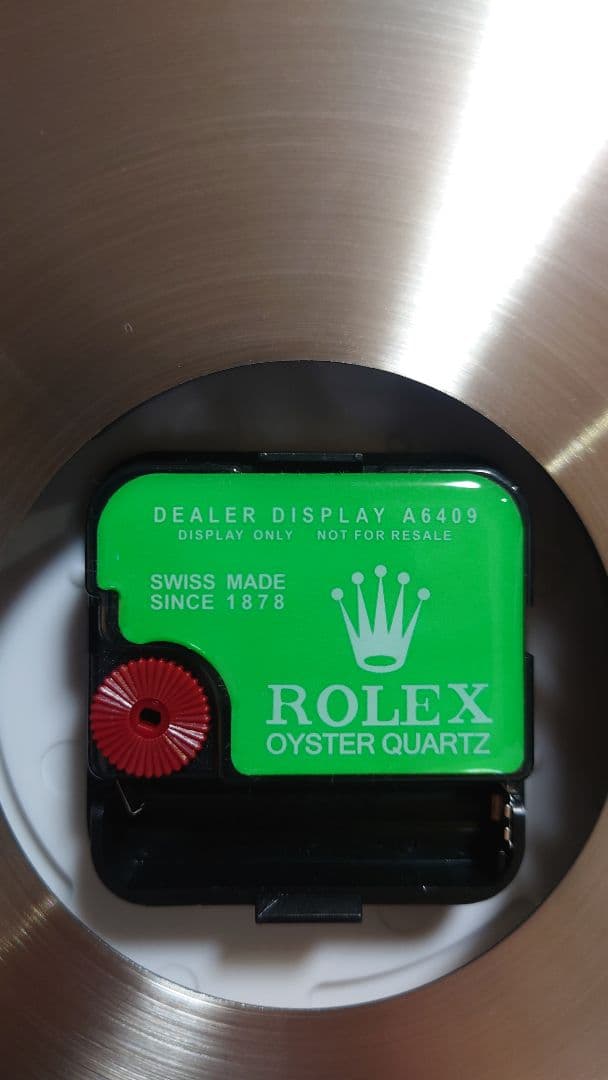 DEALER DISPLAY A6409
DISPLAY ONLY NOT FOR RESALE
SWISS MADE
SINCE 1878
ROLEX
OYSTER QUARTZ